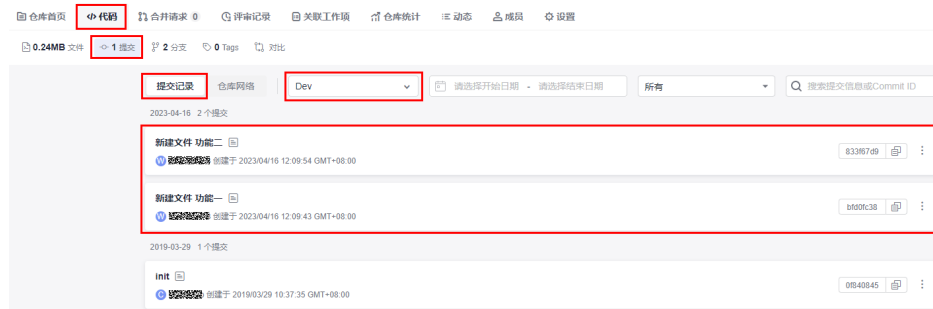 仓库首页 </> 代码 合并请求 0 评审记录 关联工作项 仓库统计 动态 成员 设置
0.24MB 文件 1 提交 2 分支 0 Tags 对比
提交记录 仓库网络 Dev 请选择开始日期 - 请选择结束日期 所有 搜索提交信息或Commit ID
2023-04-16 2 个提交
新建文件 功能二
833f67d9
W 创建于 2023/04/16 12:09:54 GMT+08:00
新建文件 功能一
bfd0fc38
W 创建于 2023/04/16 12:09:43 GMT+08:00
2019-03-29 1 个提交
init
0f840845
C 创建于 2019/03/29 10:37:35 GMT+08:00